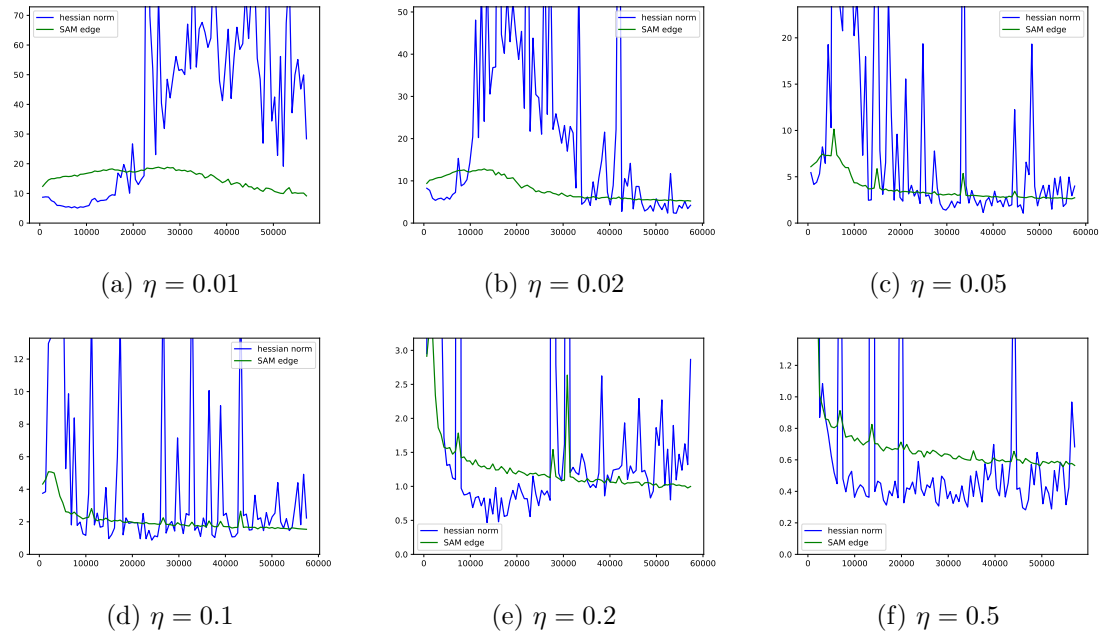 hessian norm
SAM edge
70
60
50
40
30
20
10
0
0 10000 20000 30000 40000 50000
(a) η = 0.01
hessian norm
SAM edge
50
40
30
20
10
0
0 10000 20000 30000 40000 50000 60000
(b) η = 0.02
hessian norm
SAM edge
20
15
10
5
0
0 10000 20000 30000 40000 50000 60000
(c) η = 0.05
hessian norm
SAM edge
12
10
8
6
4
2
0
0 10000 20000 30000 40000 50000 60000
(d) η = 0.1
3.0
2.5
2.0
1.5
1.0
0.5
0.0
hessian norm
SAM edge
0 10000 20000 30000 40000 50000 60000
(e) η = 0.2
1.2
1.0
0.8
0.6
0.4
0.2
0.0
hessian norm
SAM edge
0 10000 20000 30000 40000 50000
(f) η = 0.5